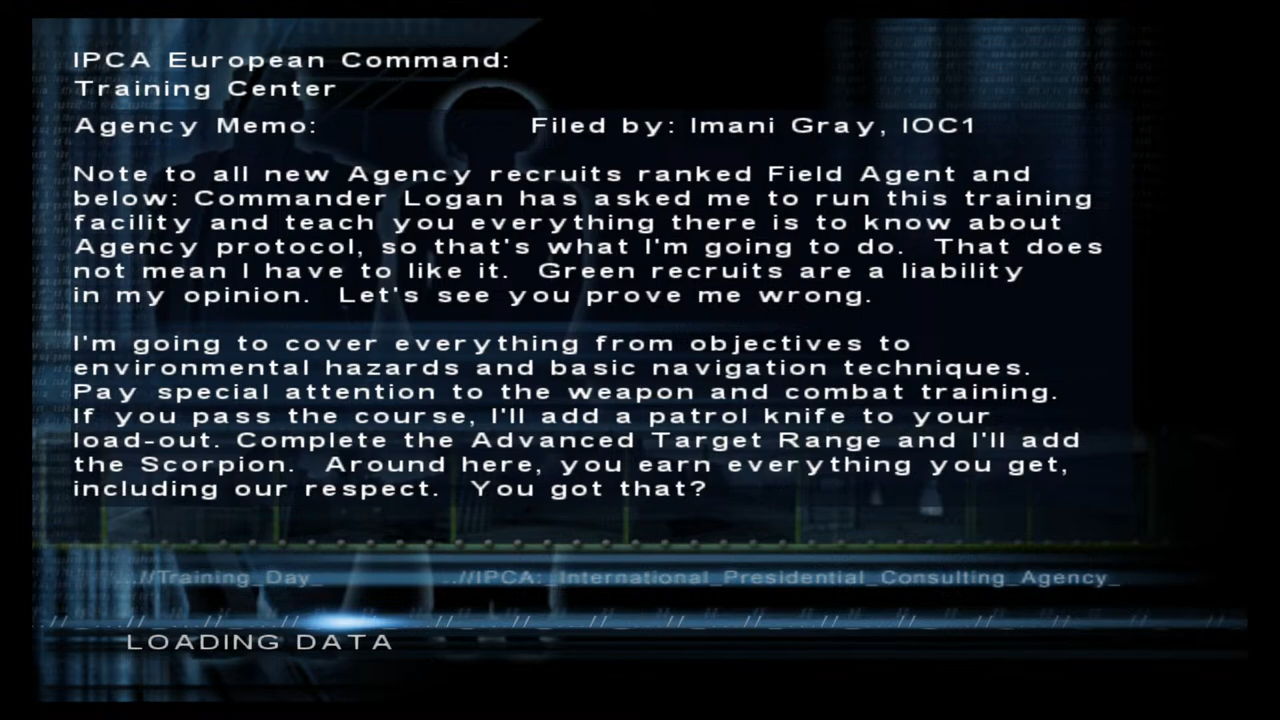 IPCA European Command:
Training Center
Agency Memo: Filed by: Imani Gray, IOC1
Note to all new Agency recruits ranked Field Agent and
below: Commander Logan has asked me to run this training
facility and teach you everything there is to know about
Agency protocol, so that's what I'm going to do. That does
not mean I have to like it. Green recruits are a liability
in my opinion. Let's see you prove me wrong.
I'm going to cover everything from objectives to
environmental hazards and basic navigation techniques.
Pay special attention to the weapon and combat training.
If you pass the course, I'll add a patrol knife to your
load-out. Complete the Advanced Target Range and I'll add
the Scorpion. Around here, you earn everything you get,
including our respect. You got that?
...//Training_Day_ ..//IPCA:_International_Presidential_Consulting_Agency_
LOADING DATA